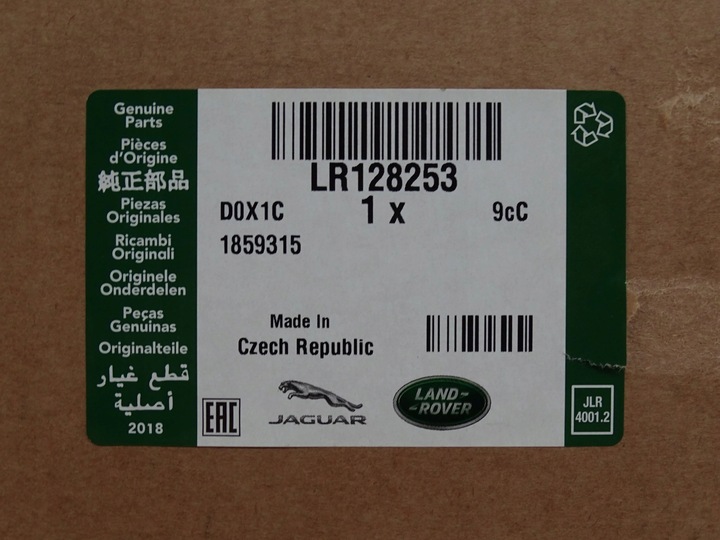 Genuine
Parts
Pièces
d'Origine
純正部品
Piezas
Originales
Ricambi
Originali
Originele
Onderdelen
Peças
Genuinas
Originalteile
قطع غيار
أصلية
2018
LR128253
1 x
D0X1C
9cC
1859315
Made In
Czech Republic
EAC
JAGUAR
LAND-
-ROVER
JLR
4001.2